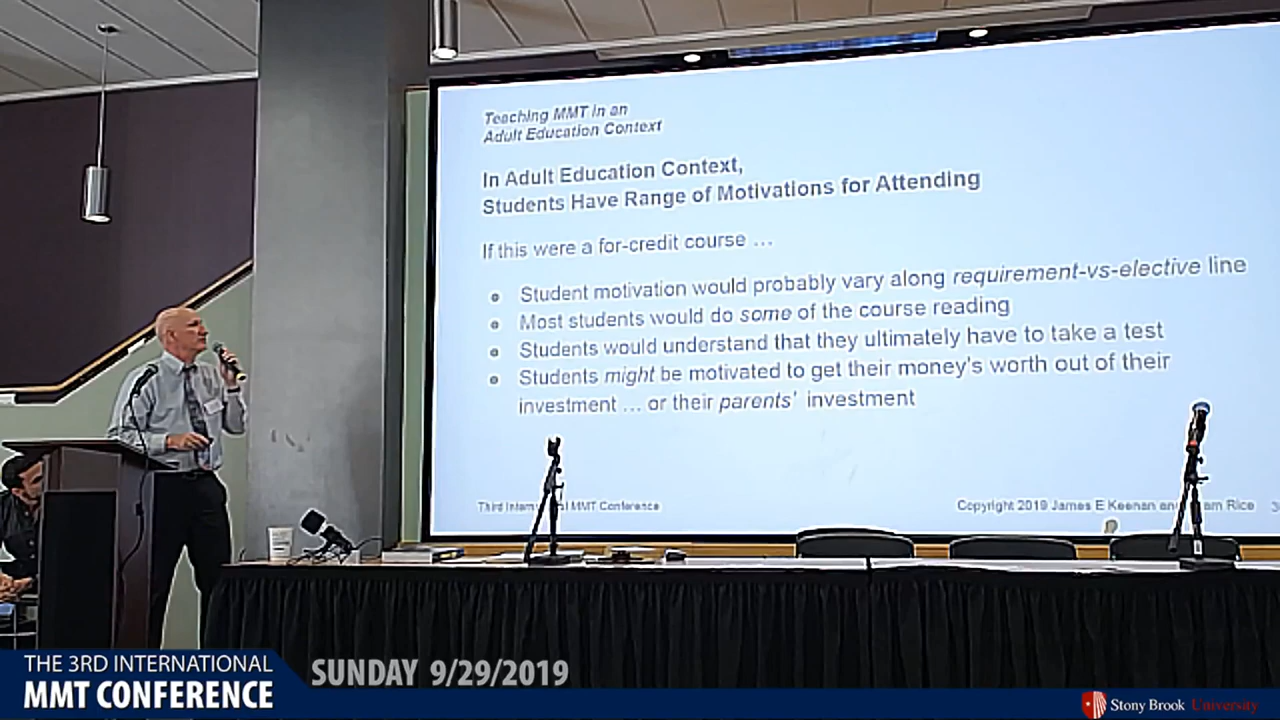 Teaching MMT in an
Adult Education Context
In Adult Education Context,
Students Have Range of Motivations for Attending
If this were a for-credit course ...
Student motivation would probably vary along requirement-vs-elective line
Most students would do some of the course reading
Students would understand that they ultimately have to take a test
Students might be motivated to get their money's worth out of their
investment ... or their parents' investment
Third MMT Conference
Copyright 2019 James E Keenan Rice
THE 3RD INTERNATIONAL
MMT CONFERENCE
SUNDAY 9/29/2019
Stony Brook University